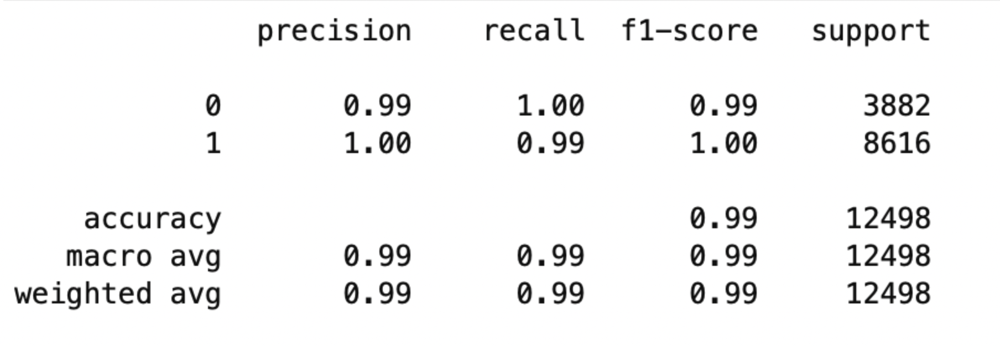 precision recall f1-score support
0 0.99 1.00 0.99 3882
1 1.00 0.99 1.00 8616
accuracy 0.99 12498
macro avg 0.99 0.99 0.99 12498
weighted avg 0.99 0.99 0.99 12498